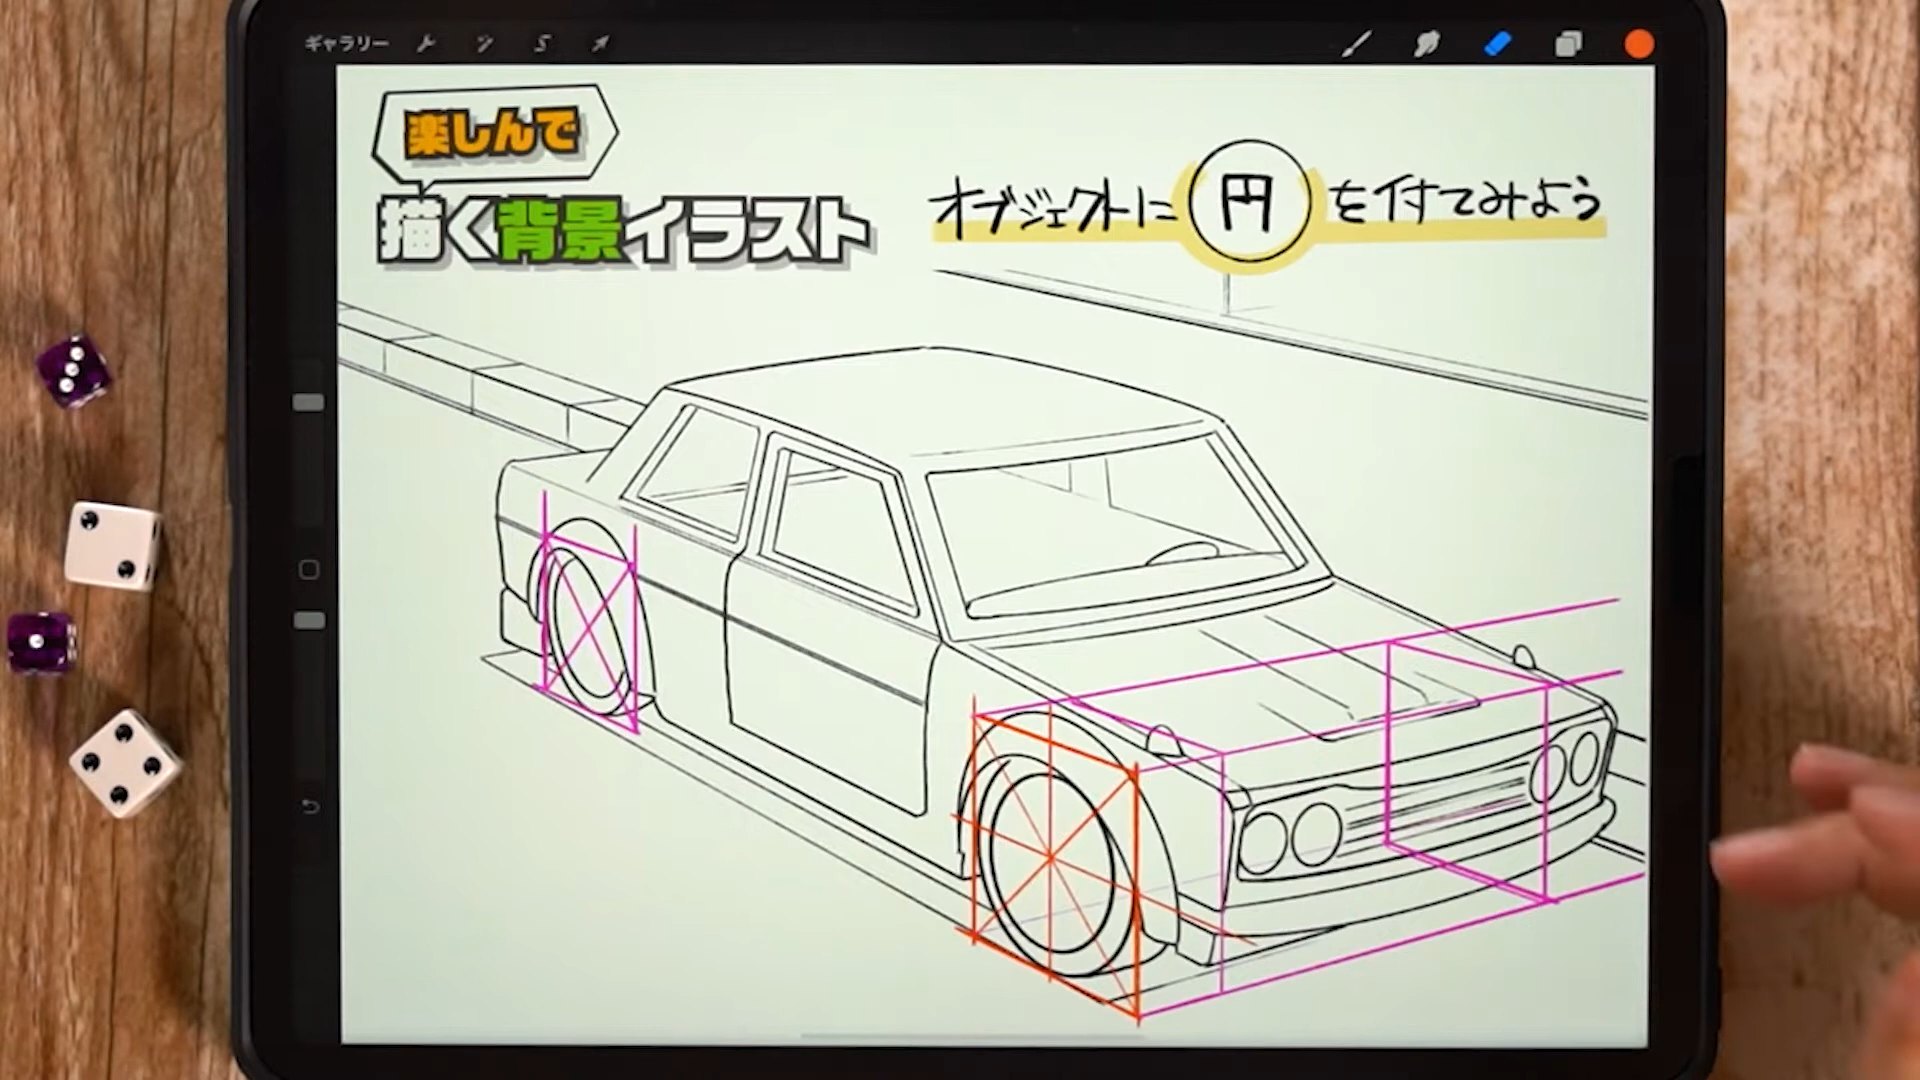 ギャラリー
楽しんで
描く背景イラスト
オブジェクトに円を付てみよう